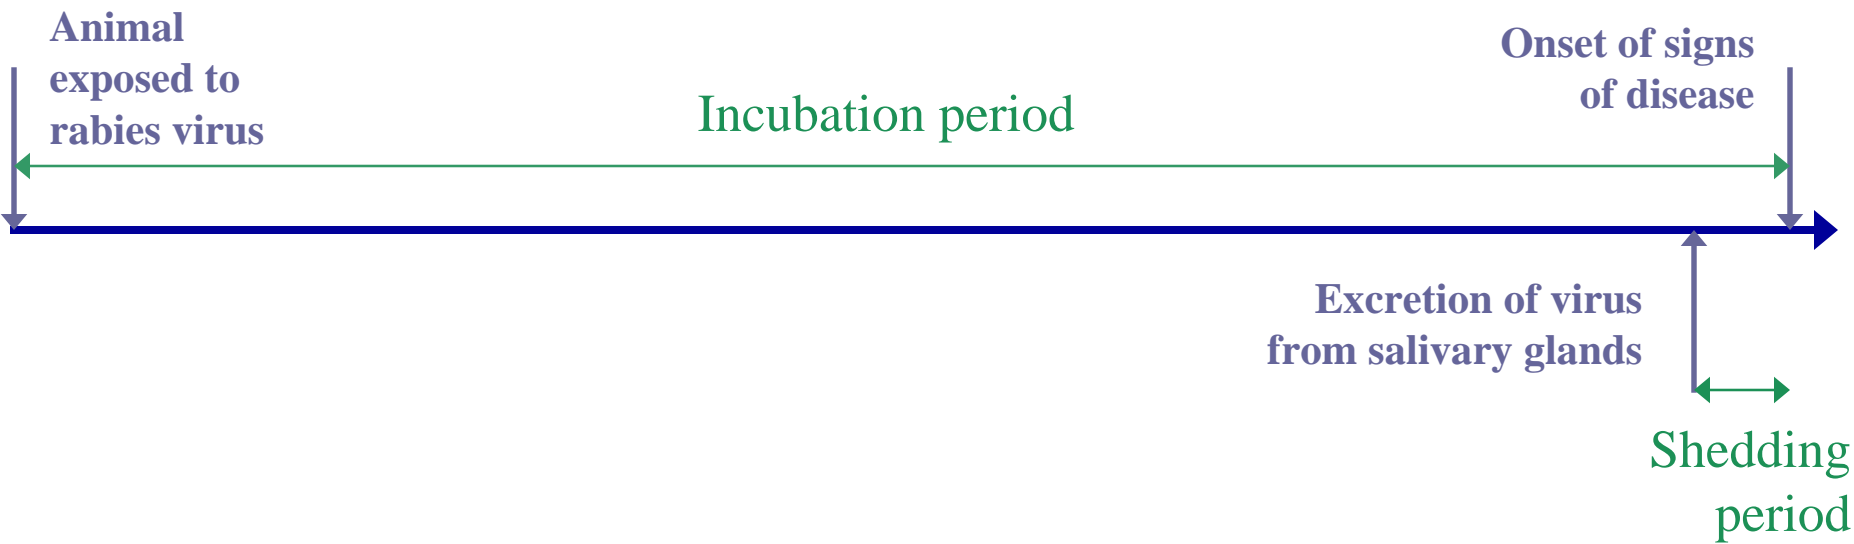 Animal
exposed to
rabies virus
Incubation period
Onset of signs
of disease
Excretion of virus
from salivary glands
Shedding
period